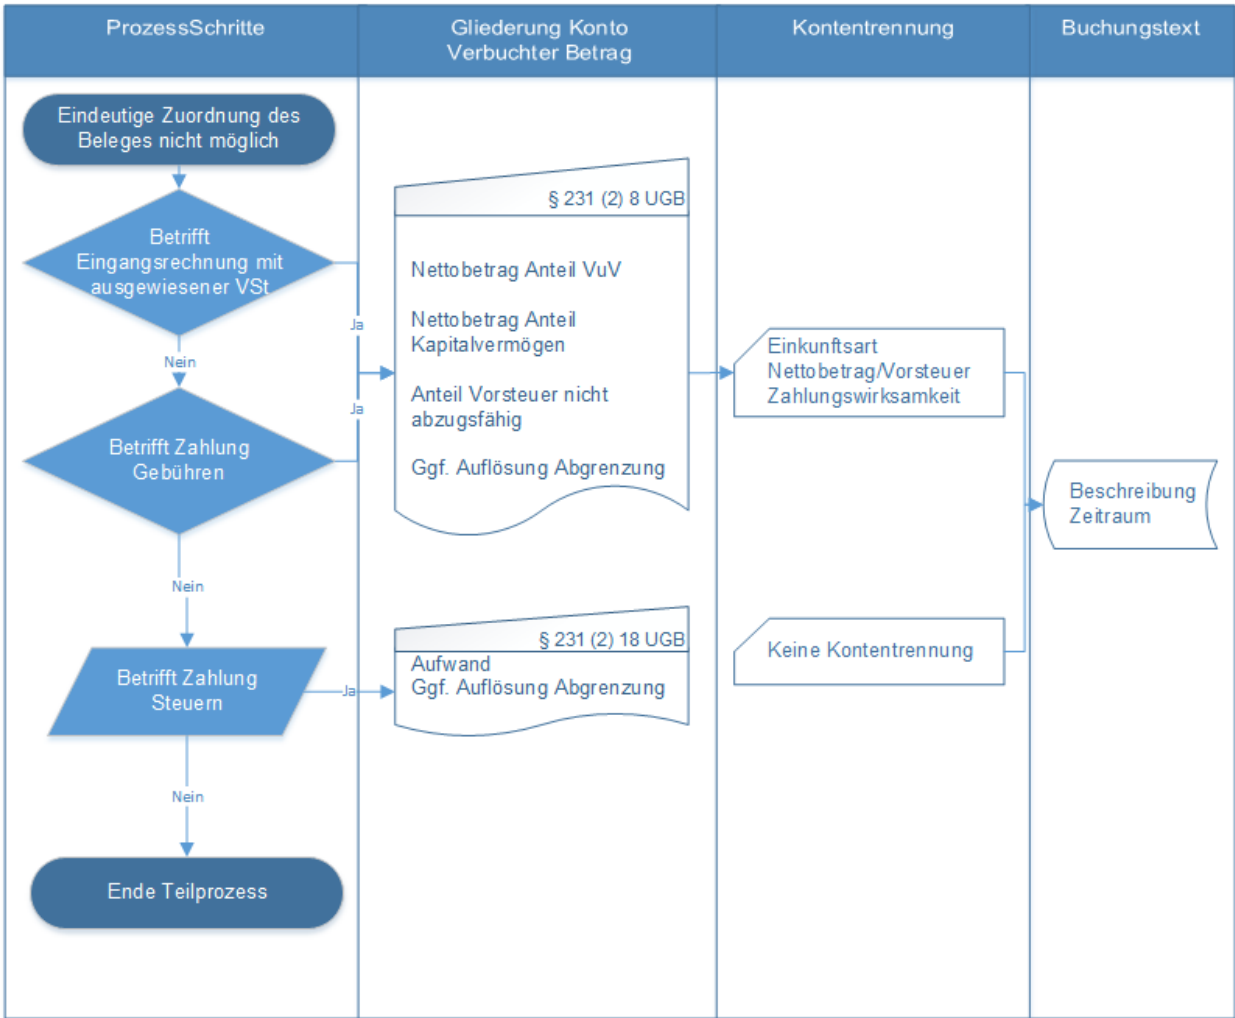 ProzessSchritte
Gliederung Konto
Verbuchter Betrag
Kontentrennung
Buchungstext
Eindeutige Zuordnung des
Beleges nicht möglich
Betrifft
Eingangsrechnung mit
ausgewiesener VSt
Ja
Nein
Betrifft Zahlung
Gebühren
Ja
Nein
Betrifft Zahlung
Steuern
Ja
Nein
Ende Teilprozess
§ 231 (2) 8 UGB
Nettobetrag Anteil VuV
Nettobetrag Anteil
Kapitalvermögen
Anteil Vorsteuer nicht
abzugsfähig
Ggf. Auflösung Abgrenzung
§ 231 (2) 18 UGB
Aufwand
Ggf. Auflösung Abgrenzung
Einkunftsart
Nettobetrag/Vorsteuer
Zahlungswirksamkeit
Keine Kontentrennung
Beschreibung
Zeitraum